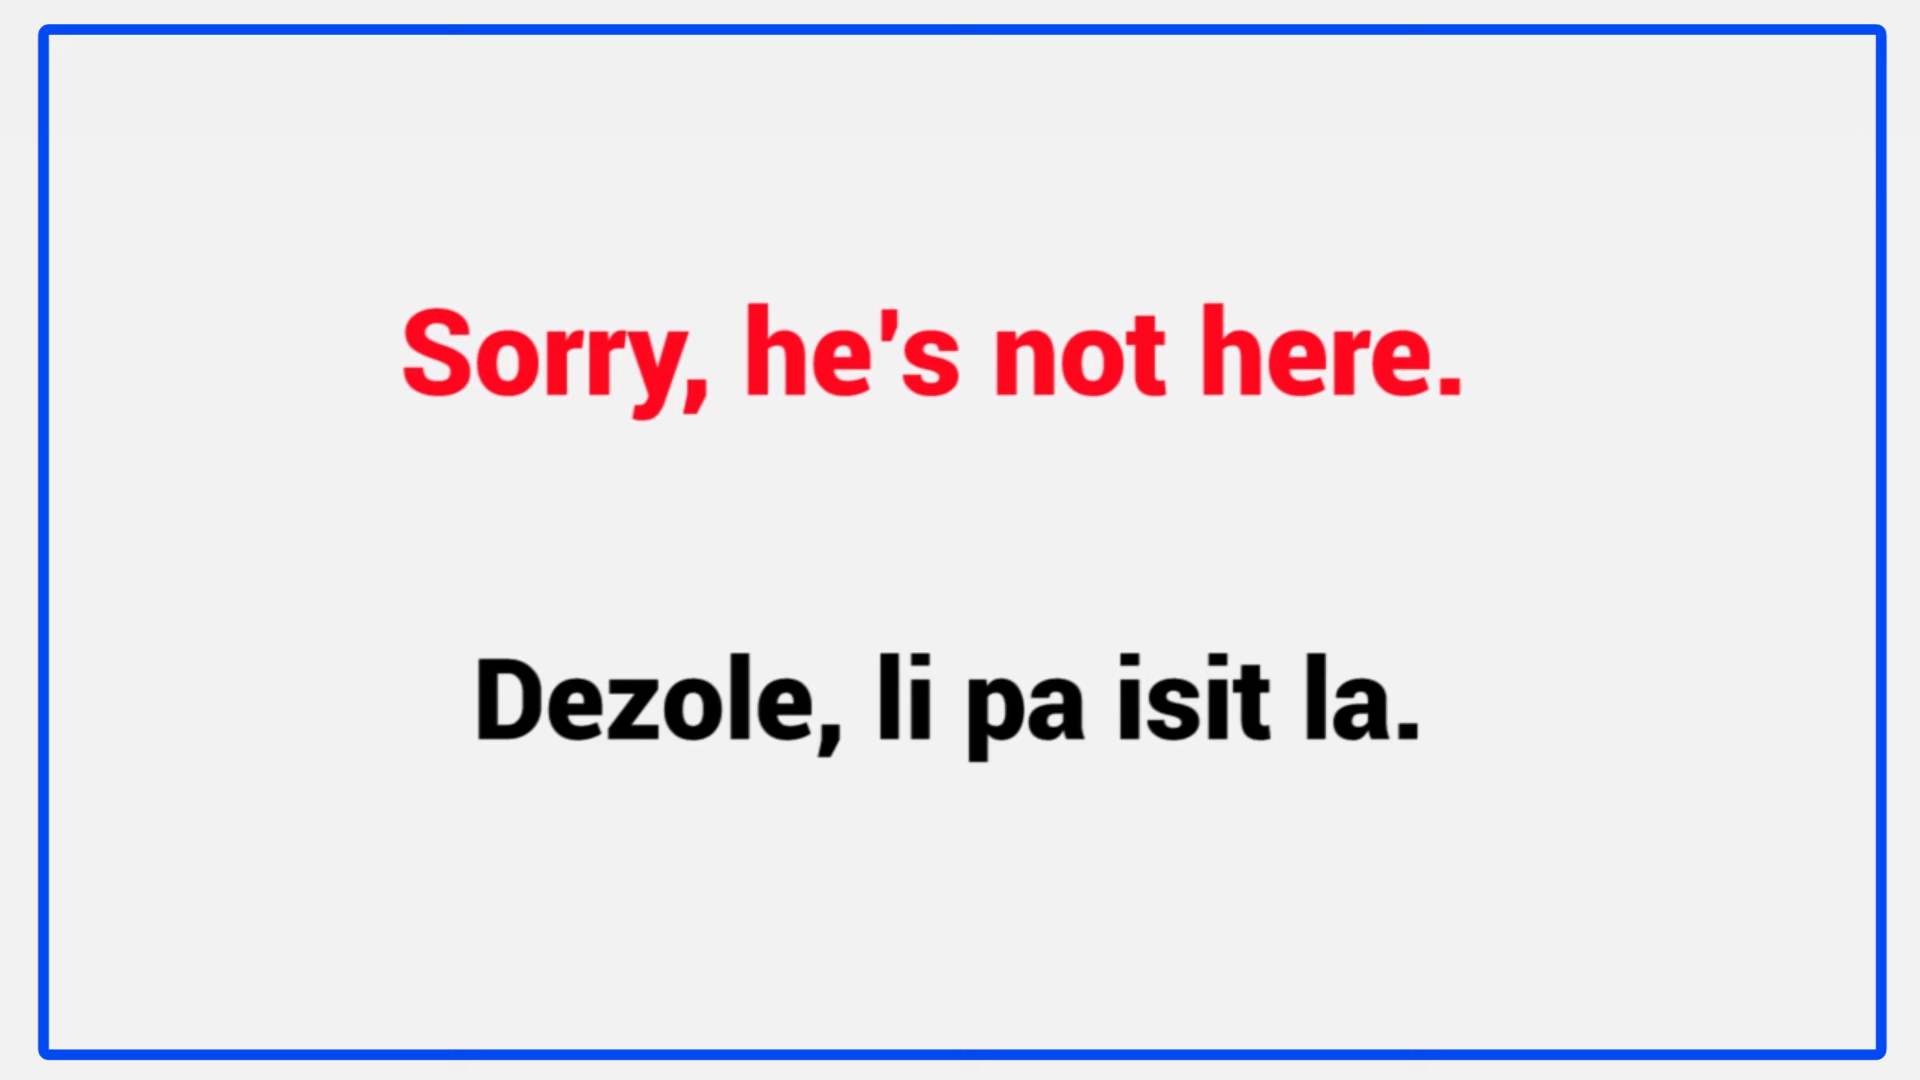 Sorry, he's not here.
Dezole, li pa isit la.